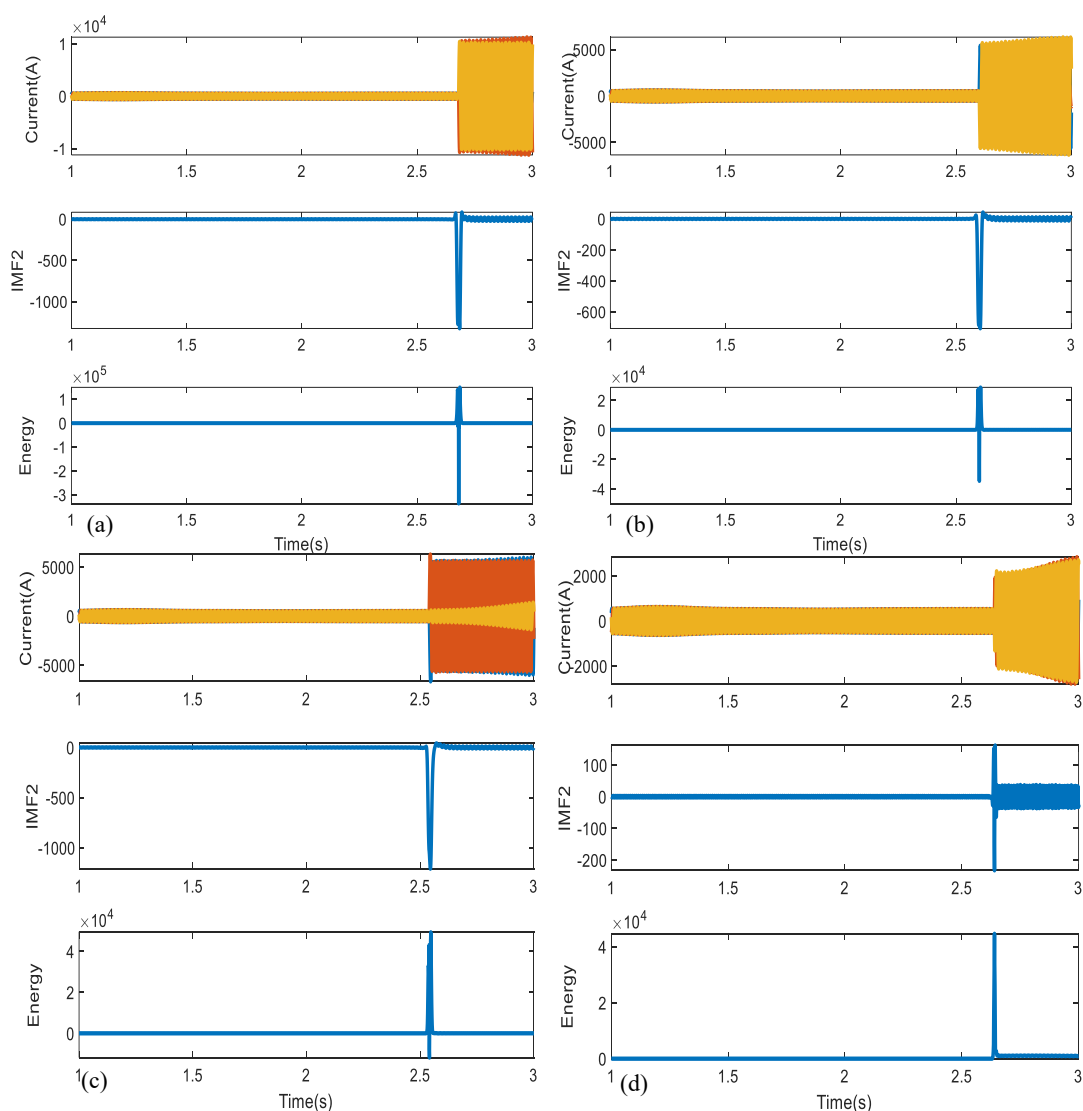 ×10^4
Current(A)
1
0
-1
1 1.5 2 2.5 3
IMF2
0
-500
-1000
1 1.5 2 2.5 3
×10^5
Energy
1
0
-1
-2
-3
1 1.5 2 2.5 3
(a)
Time(s)
Current(A)
5000
0
-5000
1 1.5 2 2.5 3
IMF2
0
-200
-400
-600
1 1.5 2 2.5 3
×10^4
Energy
2
0
-2
-4
1 1.5 2 2.5 3
(b)
Time(s)
Current(A)
5000
0
-5000
1 1.5 2 2.5 3
IMF2
0
-500
-1000
1 1.5 2 2.5 3
×10^4
Energy
4
2
0
1 1.5 2 2.5 3
(c)
Time(s)
Current(A)
2000
0
-2000
1 1.5 2 2.5 3
IMF2
100
0
-100
-200
1 1.5 2 2.5 3
×10^4
Energy
4
2
0
1 1.5 2 2.5 3
(d)
Time(s)